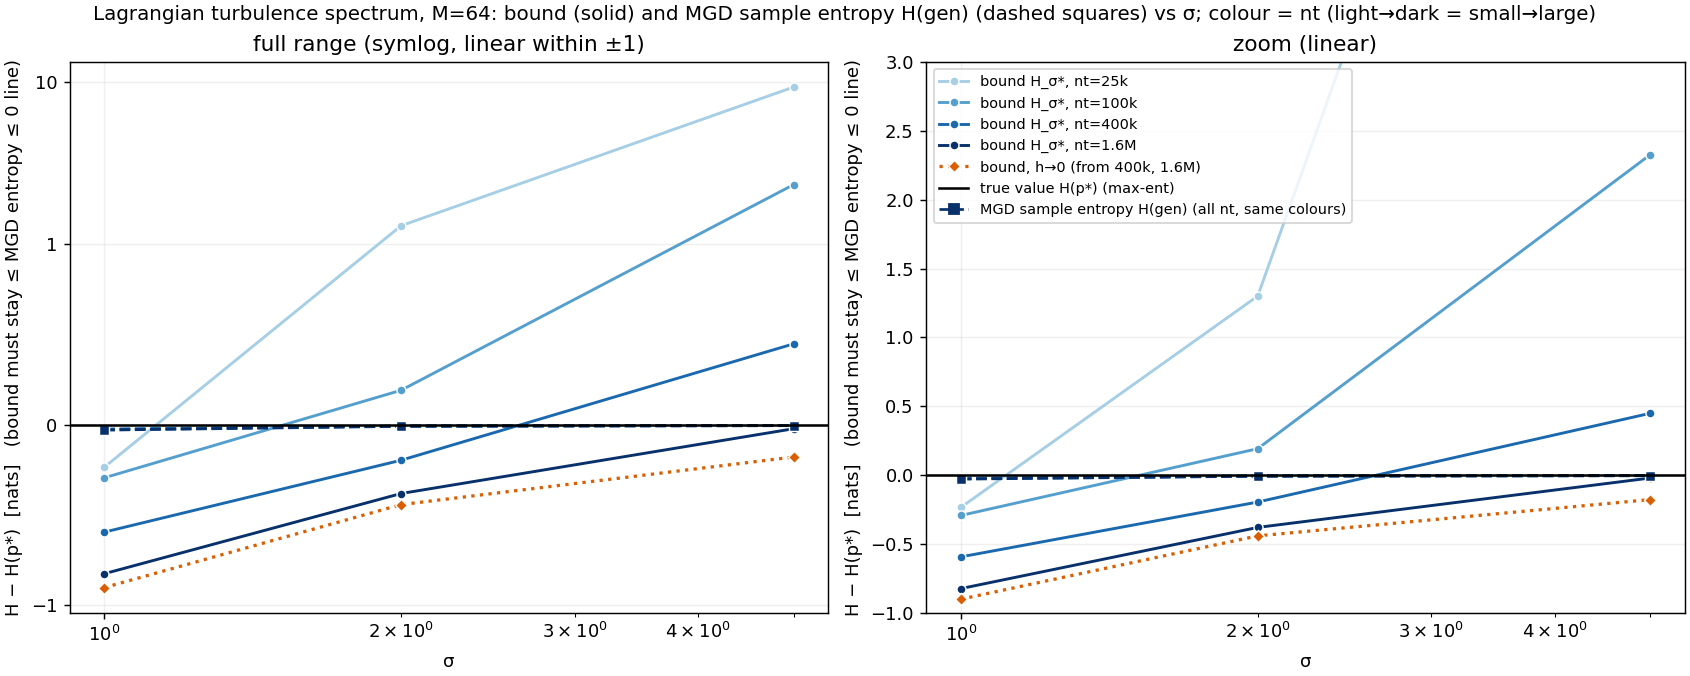 Lagrangian turbulence spectrum, M=64: bound (solid) and MGD sample entropy H(gen) (dashed squares) vs σ; colour = nt (light→dark = small→large)
full range (symlog, linear within ±1)
H − H(p*)  [nats]   (bound must stay ≤ MGD entropy ≤ 0 line)
10
1
0
−1
10⁰
2 × 10⁰
3 × 10⁰
4 × 10⁰
σ
zoom (linear)
H − H(p*)  [nats]   (bound must stay ≤ MGD entropy ≤ 0 line)
3.0
2.5
2.0
1.5
1.0
0.5
0.0
−0.5
−1.0
bound H_σ*, nt=25k
bound H_σ*, nt=100k
bound H_σ*, nt=400k
bound H_σ*, nt=1.6M
bound, h→0 (from 400k, 1.6M)
true value H(p*) (max-ent)
MGD sample entropy H(gen) (all nt, same colours)
10⁰
2 × 10⁰
3 × 10⁰
4 × 10⁰
σ